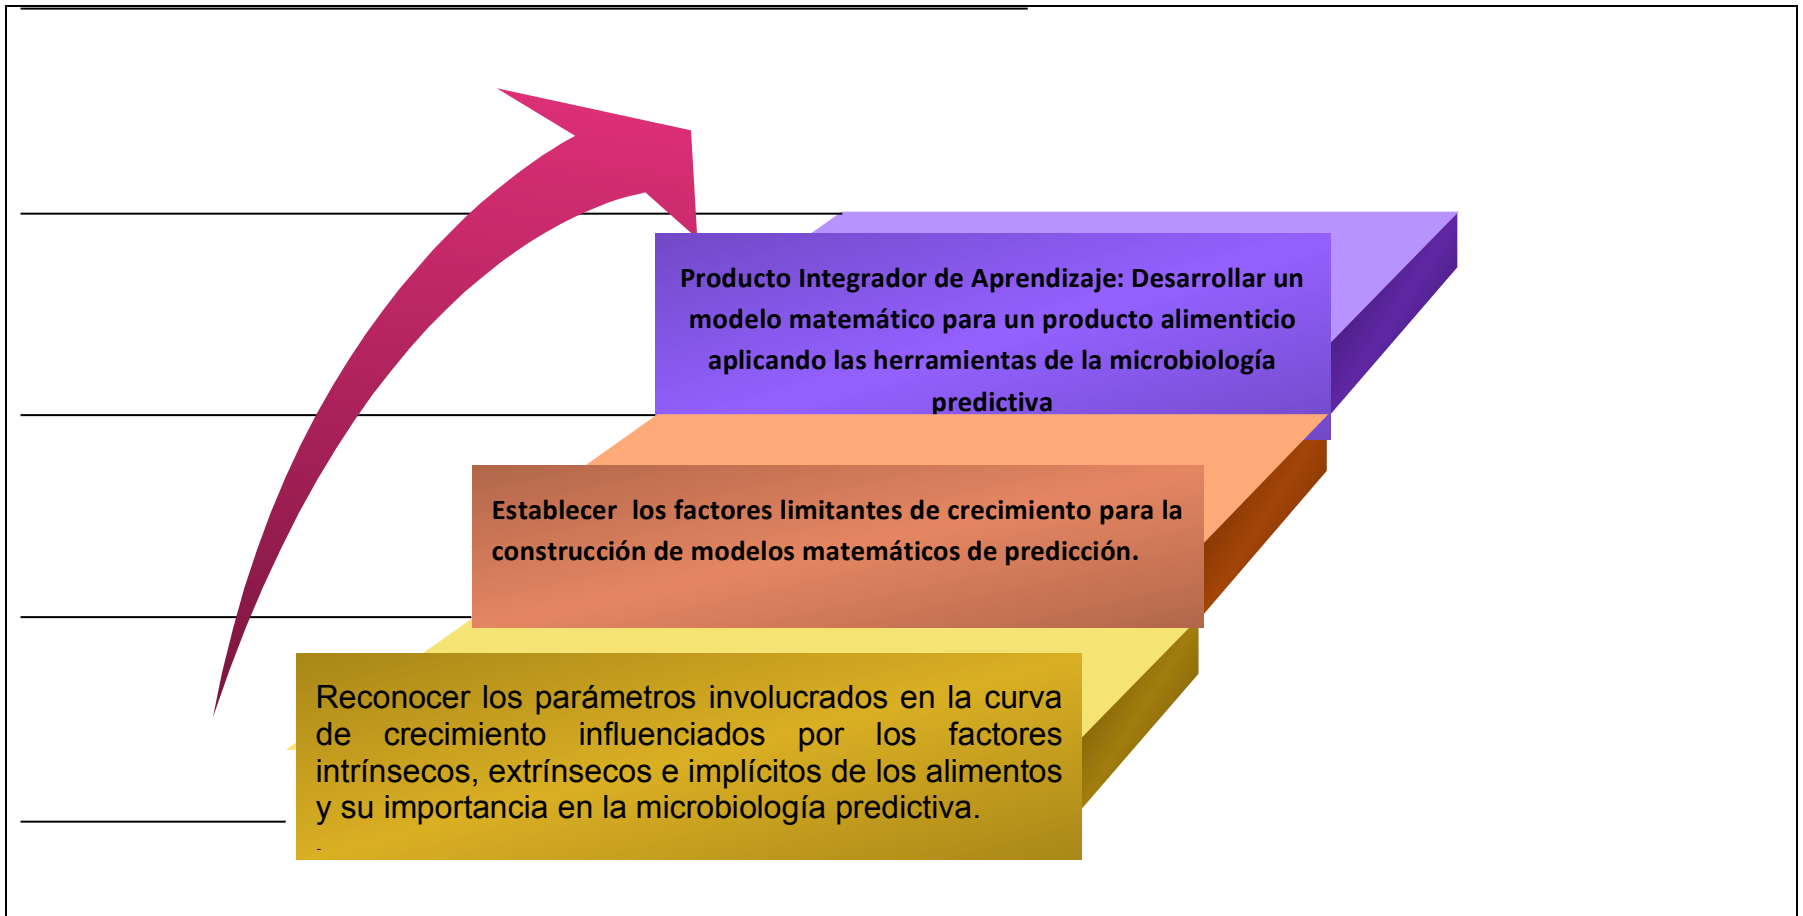 Producto Integrador de Aprendizaje: Desarrollar un
modelo matemático para un producto alimenticio
aplicando las herramientas de la microbiología
predictiva
Establecer  los factores limitantes de crecimiento para la
construcción de modelos matemáticos de predicción.
Reconocer los parámetros involucrados en la curva
de crecimiento influenciados por los factores
intrínsecos, extrínsecos e implícitos de los alimentos
y su importancia en la microbiología predictiva.
.